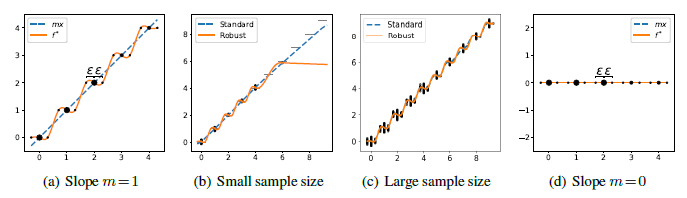 mx
f*
ε ε
4
3
2
1
0
0 1 2 3 4
(a) Slope m=1
Standard
Robust
8
6
4
2
0
0 2 4 6 8
(b) Small sample size
Standard
Robust
8
6
4
2
0
0 2 4 6 8
(c) Large sample size
mx
f*
ε ε
2
1
0
−1
−2
0 1 2 3 4
(d) Slope m=0